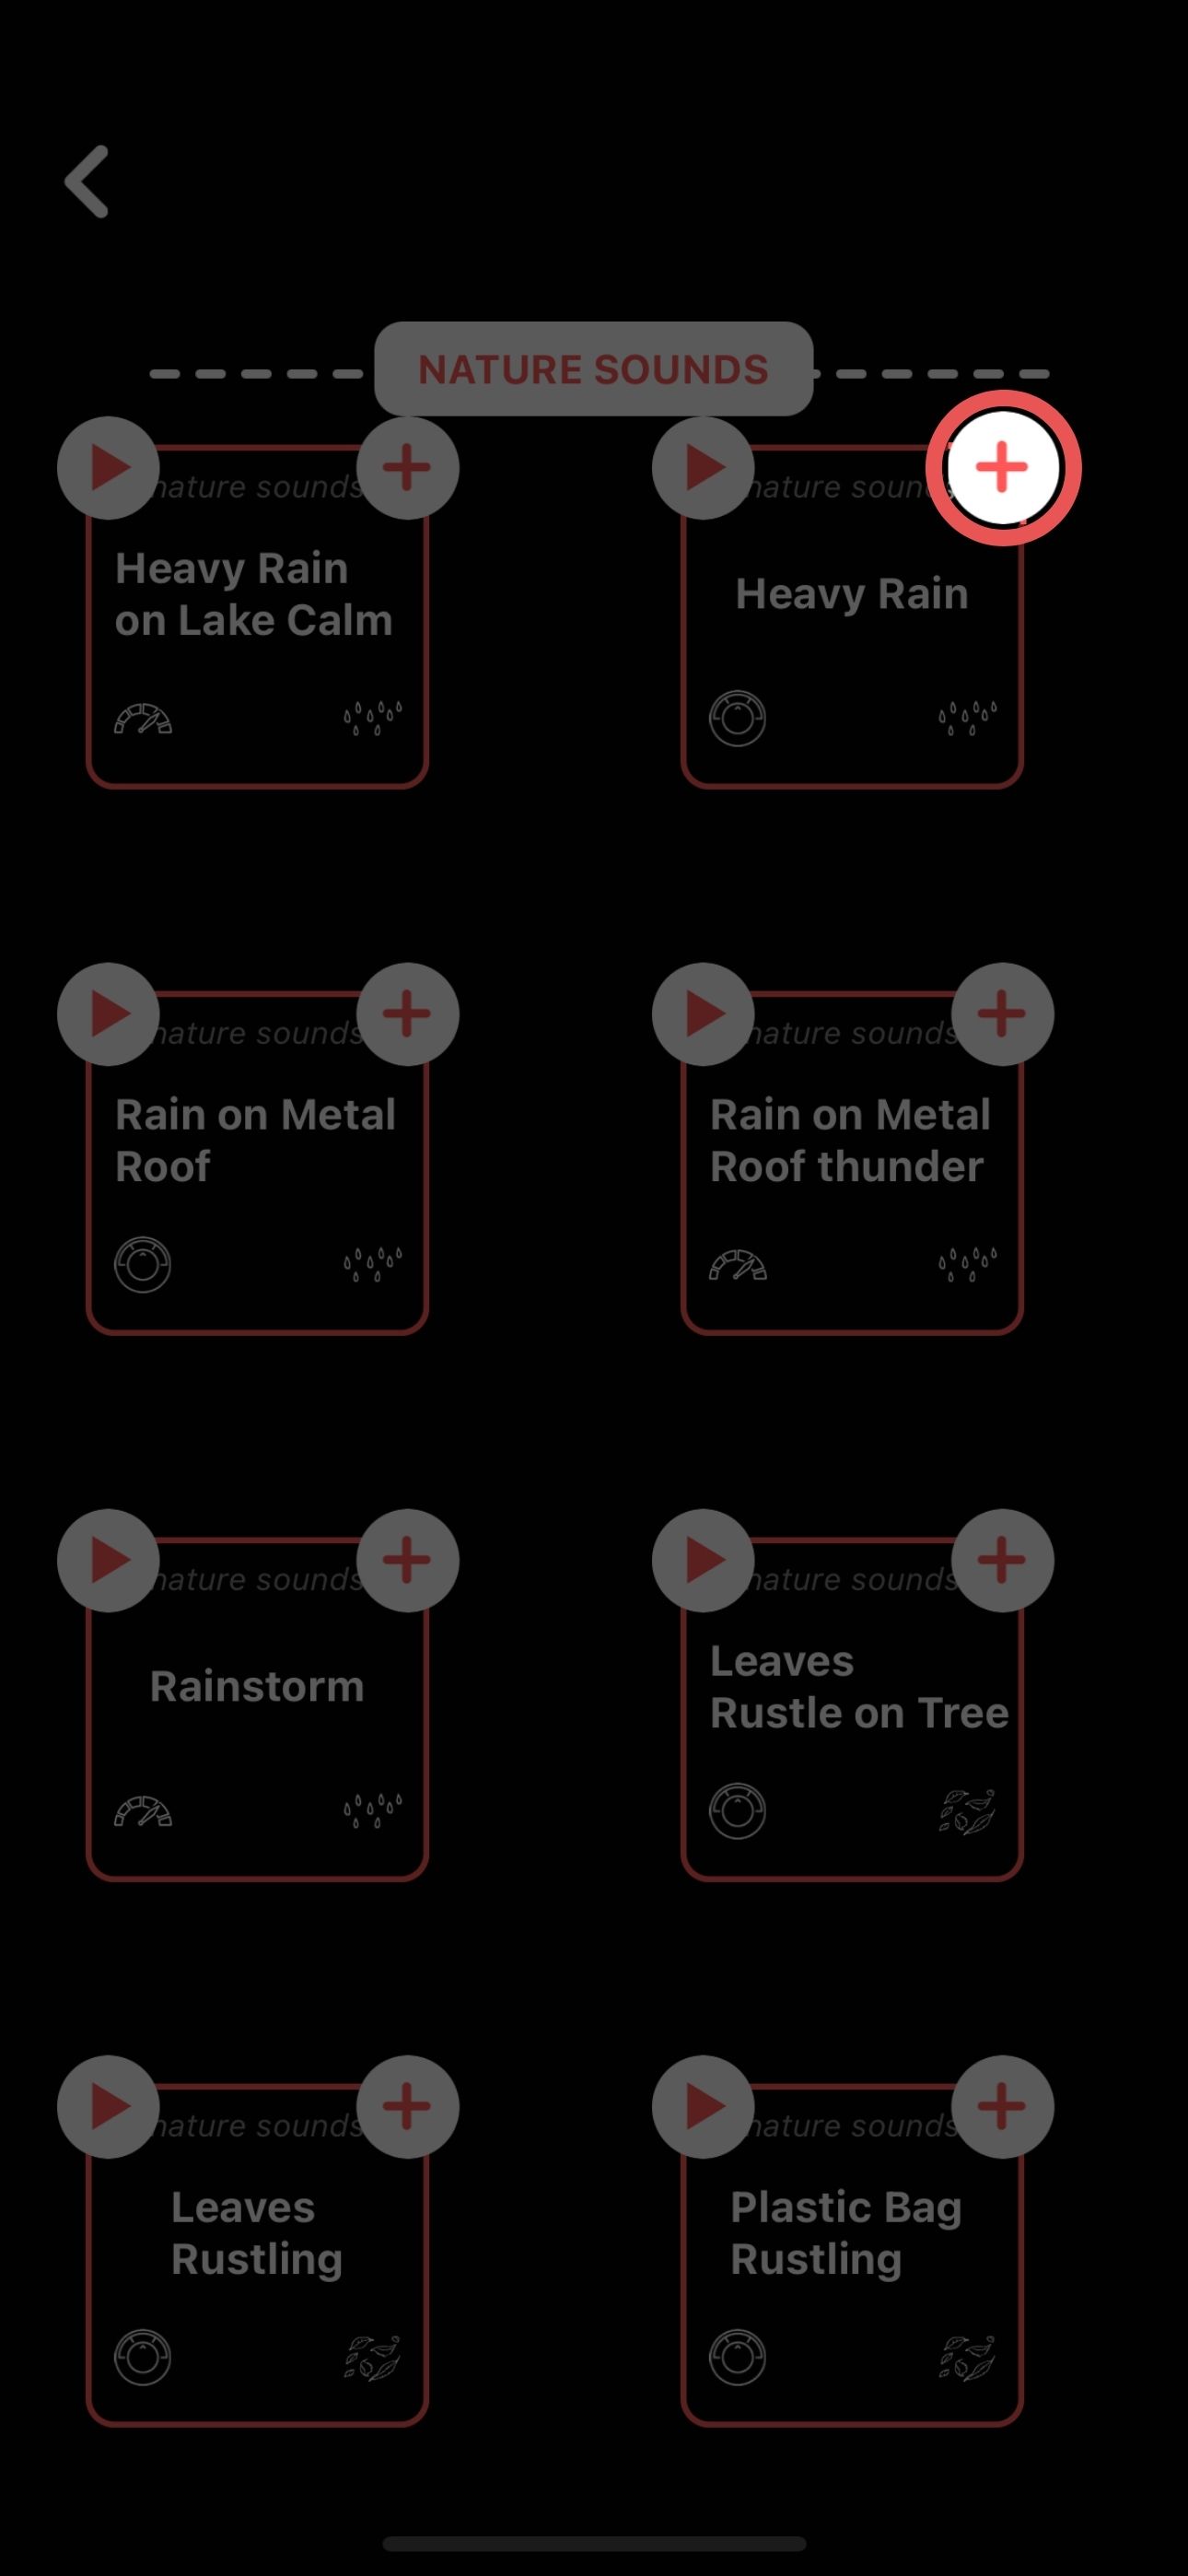 NATURE SOUNDS
nature sounds
Heavy Rain
on Lake Calm
nature sounds
Heavy Rain
nature sounds
Rain on Metal
Roof
nature sounds
Rain on Metal
Roof thunder
nature sounds
Rainstorm
nature sounds
Leaves
Rustle on Tree
nature sounds
Leaves
Rustling
nature sounds
Plastic Bag
Rustling